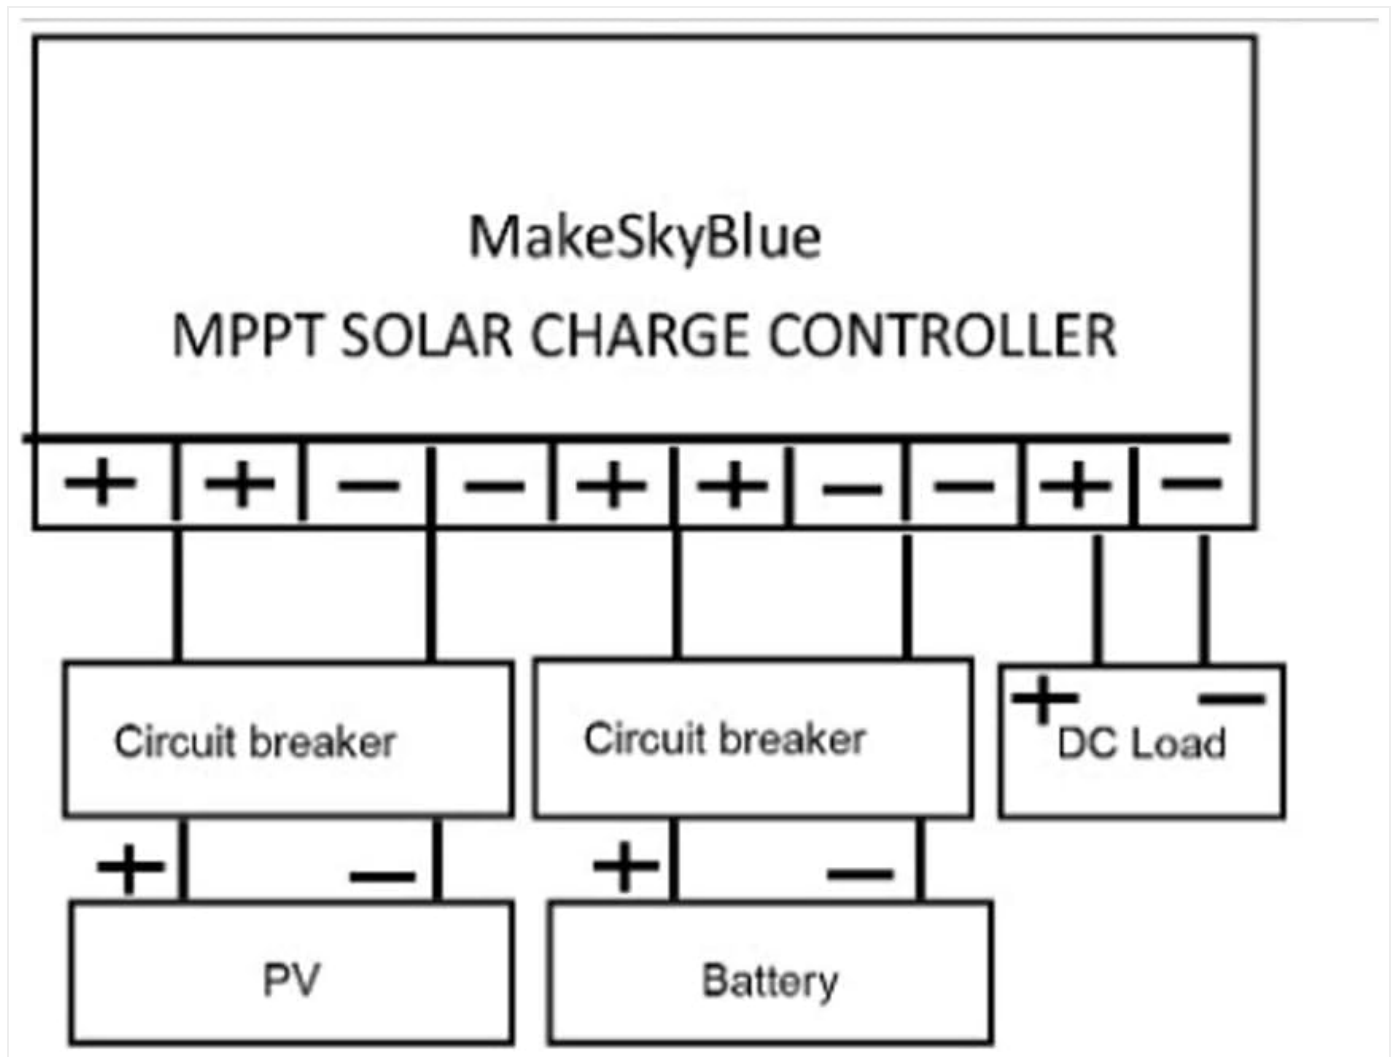 MakeSkyBlue
MPPT SOLAR CHARGE CONTROLLER
+ + − − + + − − + −
Circuit breaker
Circuit breaker
+ −
DC Load
+ − + −
PV
Battery